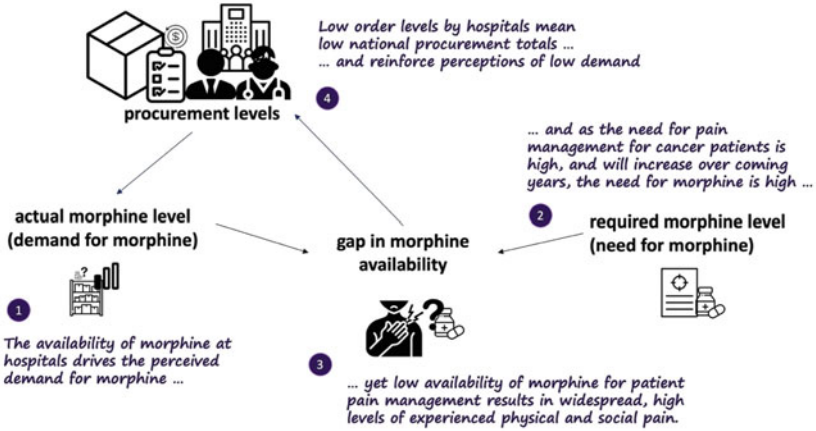 Low order levels by hospitals mean
low national procurement totals ...
... and reinforce perceptions of low demand
4
procurement levels
... and as the need for pain
management for cancer patients is
high, and will increase over coming
years, the need for morphine is high ...
2
actual morphine level
(demand for morphine)
required morphine level
(need for morphine)
gap in morphine
availability
1
The availability of morphine at
hospitals drives the perceived
demand for morphine ...
3
... yet low availability of morphine for patient
pain management results in widespread, high
levels of experienced physical and social pain.